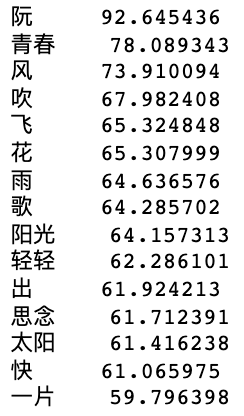 阮 92.645436
青春 78.089343
风 73.910094
吹 67.982408
飞 65.324848
花 65.307999
雨 64.636576
歌 64.285702
阳光 64.157313
轻轻 62.286101
出 61.924213
思念 61.712391
太阳 61.416238
快 61.065975
一片 59.796398